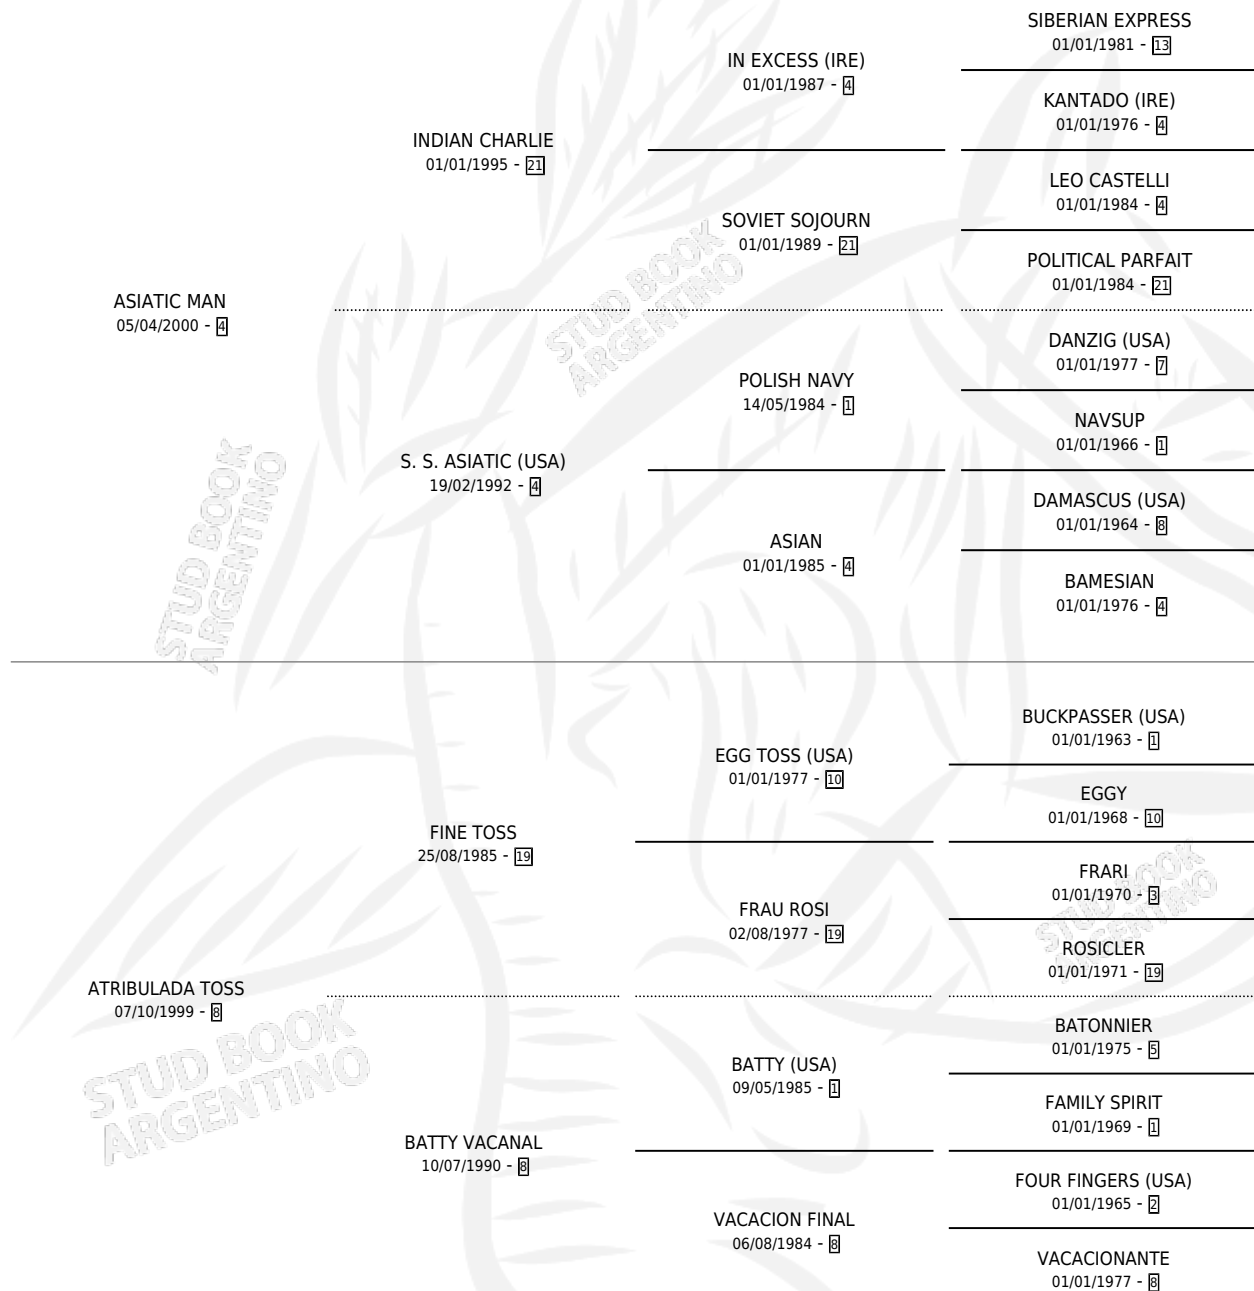 SIBERIAN EXPRESS
01/01/1981 - 13
IN EXCESS (IRE)
01/01/1987 - 4
KANTADO (IRE)
01/01/1976 - 4
INDIAN CHARLIE
01/01/1995 - 21
LEO CASTELLI
01/01/1984 - 4
SOVIET SOJOURN
01/01/1989 - 21
POLITICAL PARFAIT
01/01/1984 - 21
ASIATIC MAN
05/04/2000 - 4
DANZIG (USA)
01/01/1977 - 7
POLISH NAVY
14/05/1984 - 1
NAVSUP
01/01/1966 - 1
S. S. ASIATIC (USA)
19/02/1992 - 4
DAMASCUS (USA)
01/01/1964 - 8
ASIAN
01/01/1985 - 4
BAMESIAN
01/01/1976 - 4
BUCKPASSER (USA)
01/01/1963 - 1
EGG TOSS (USA)
01/01/1977 - 10
EGGY
01/01/1968 - 10
FINE TOSS
25/08/1985 - 19
FRARI
01/01/1970 - 3
FRAU ROSI
02/08/1977 - 19
ROSICLER
01/01/1971 - 19
ATRIBULADA TOSS
07/10/1999 - 8
BATONNIER
01/01/1975 - 5
BATTY (USA)
09/05/1985 - 1
FAMILY SPIRIT
01/01/1969 - 1
BATTY VACANAL
10/07/1990 - 8
FOUR FINGERS (USA)
01/01/1965 - 2
VACACION FINAL
06/08/1984 - 8
VACACIONANTE
01/01/1977 - 8
STUD BOOK
ARGENTINO
STUD BOOK
ARGENTINO
STUD BOOK
ARGENTINO
STUD BOOK
ARGENTINO